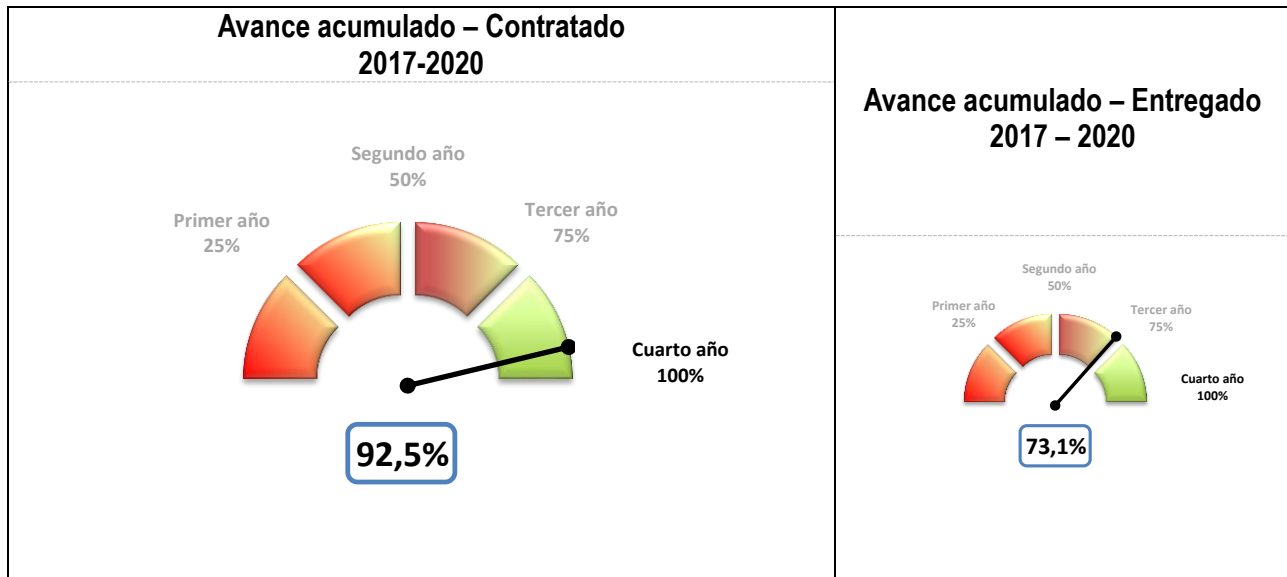 Avance acumulado – Contratado
2017-2020
Segundo año
50%
Primer año
25%
Tercer año
75%
Cuarto año
100%
92,5%
Avance acumulado – Entregado
2017 – 2020
Segundo año
50%
Primer año
25%
Tercer año
75%
Cuarto año
100%
73,1%